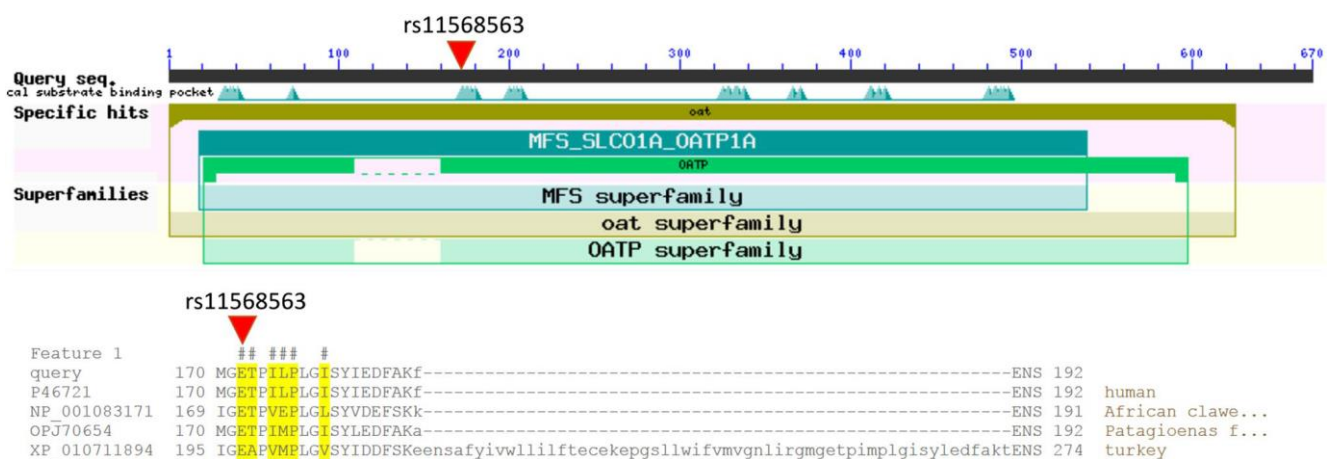 rs11568563
1 100 200 300 400 500 600 670
Query seq.
cal substrate binding pocket
Specific hits oat
MFS_SLCO1A_OATP1A
OATP
Superfamilies MFS superfamily
oat superfamily
OATP superfamily
rs11568563
Feature 1 ## ### #
query 170 MGETPILPLGISYIEDFAKf----------------------------------------------------------ENS 192
P46721 170 MGETPILPLGISYIEDFAKf----------------------------------------------------------ENS 192 human
NP_001083171 169 IGETPVEPLGLSYVDEFSKk----------------------------------------------------------ENS 191 African clawe...
OPJ70654 170 MGETPIMPLGISYLEDFAKa----------------------------------------------------------ENS 192 Patagioenas f...
XP_010711894 195 IGEAPVMPLGVSYIDDFSKeensafyivwllilftecekepgsllwifvmvgnlirgmgetpimplgisyledfaktENS 274 turkey